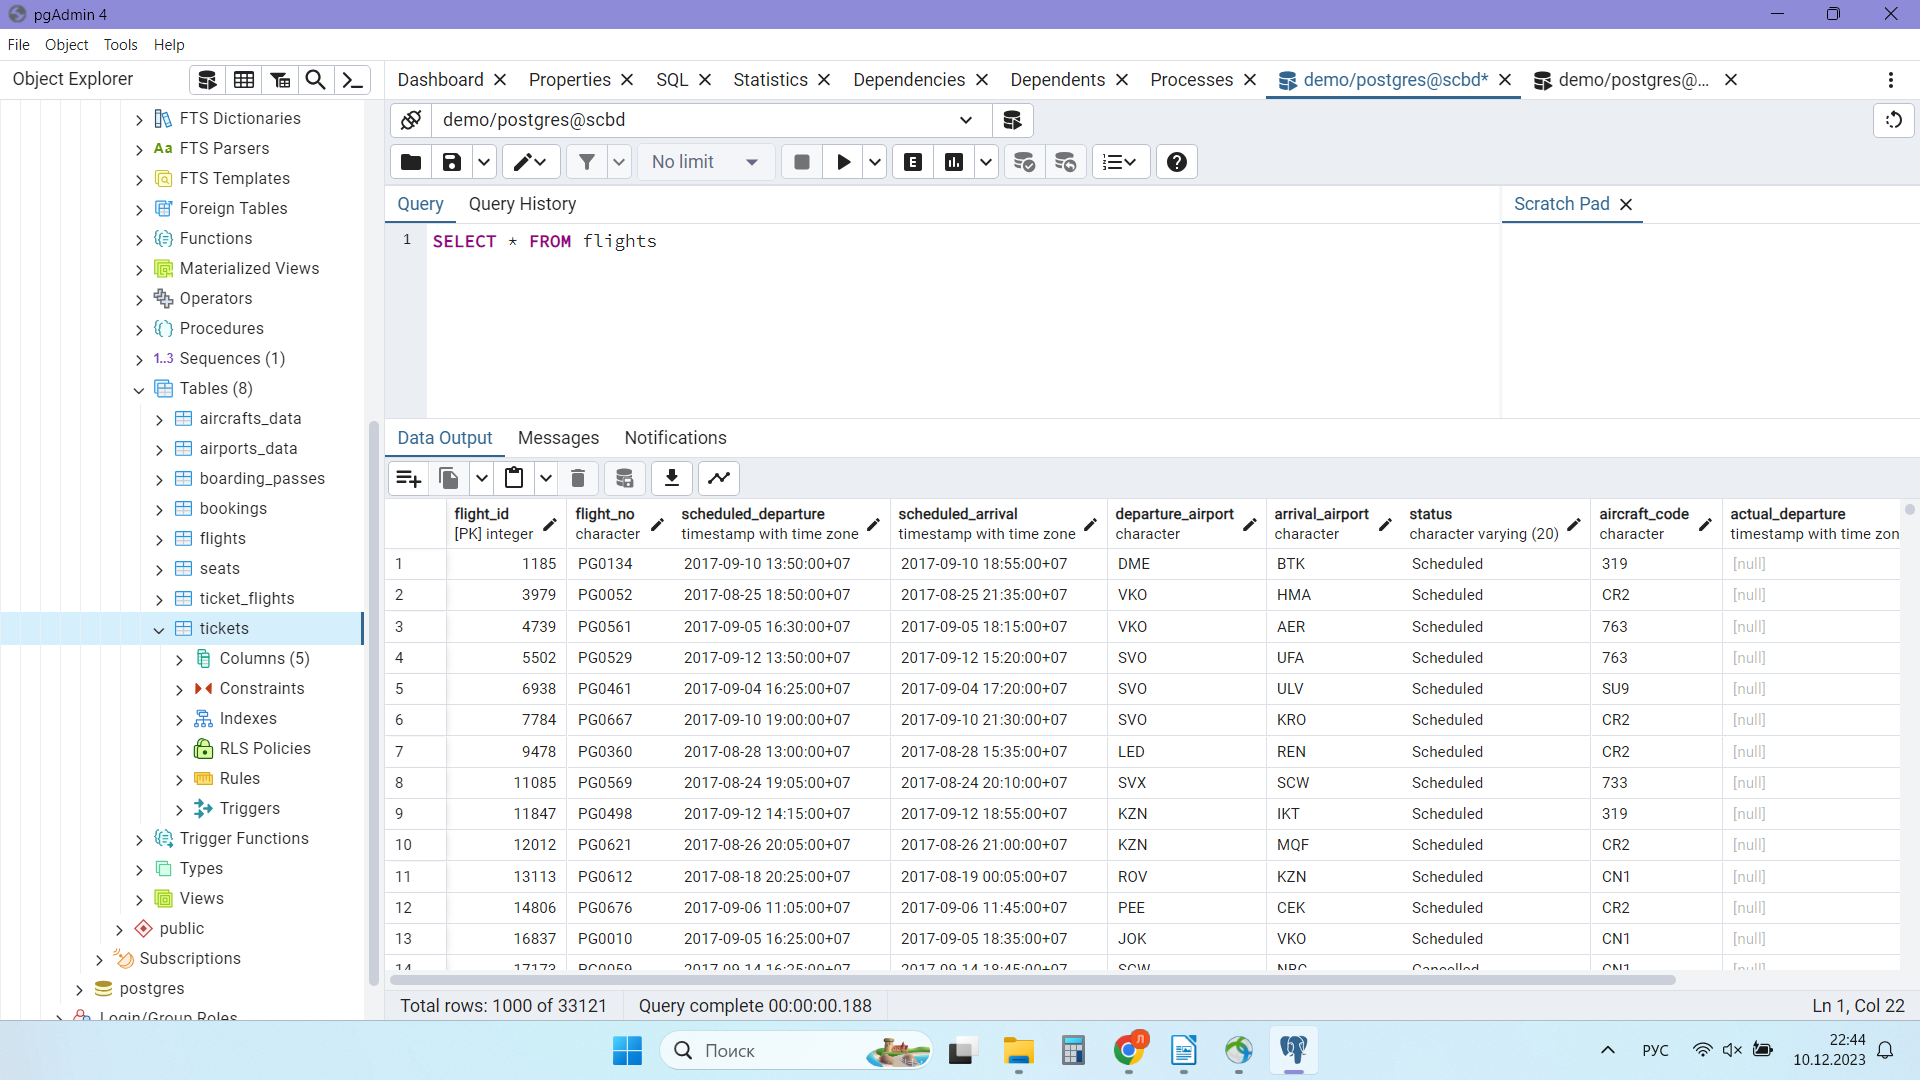 pgAdmin 4
File Object Tools Help
Object Explorer
Dashboard Properties SQL Statistics Dependencies Dependents Processes demo/postgres@scbd* demo/postgres@...
demo/postgres@scbd
No limit
E
Query Query History
Scratch Pad
1 SELECT * FROM flights
FTS Dictionaries
Aa FTS Parsers
FTS Templates
Foreign Tables
Functions
Materialized Views
Operators
Procedures
1..3 Sequences (1)
Tables (8)
aircrafts_data
airports_data
boarding_passes
bookings
flights
seats
ticket_flights
tickets
Columns (5)
Constraints
Indexes
RLS Policies
Rules
Triggers
Trigger Functions
Types
Views
public
Subscriptions
postgres
Login/Group Roles
Data Output Messages Notifications
flight_id flight_no scheduled_departure scheduled_arrival departure_airport arrival_airport status aircraft_code actual_departure
[PK] integer character timestamp with time zone timestamp with time zone character character character varying (20) character timestamp with time zon
1 1185 PG0134 2017-09-10 13:50:00+07 2017-09-10 18:55:00+07 DME BTK Scheduled 319 [null]
2 3979 PG0052 2017-08-25 18:50:00+07 2017-08-25 21:35:00+07 VKO HMA Scheduled CR2 [null]
3 4739 PG0561 2017-09-05 16:30:00+07 2017-09-05 18:15:00+07 VKO AER Scheduled 763 [null]
4 5502 PG0529 2017-09-12 13:50:00+07 2017-09-12 15:20:00+07 SVO UFA Scheduled 763 [null]
5 6938 PG0461 2017-09-04 16:25:00+07 2017-09-04 17:20:00+07 SVO ULV Scheduled SU9 [null]
6 7784 PG0667 2017-09-10 19:00:00+07 2017-09-10 21:30:00+07 SVO KRO Scheduled CR2 [null]
7 9478 PG0360 2017-08-28 13:00:00+07 2017-08-28 15:35:00+07 LED REN Scheduled CR2 [null]
8 11085 PG0569 2017-08-24 19:05:00+07 2017-08-24 20:10:00+07 SVX SCW Scheduled 733 [null]
9 11847 PG0498 2017-09-12 14:15:00+07 2017-09-12 18:55:00+07 KZN IKT Scheduled 319 [null]
10 12012 PG0621 2017-08-26 20:05:00+07 2017-08-26 21:00:00+07 KZN MQF Scheduled CR2 [null]
11 13113 PG0612 2017-08-18 20:25:00+07 2017-08-19 00:05:00+07 ROV KZN Scheduled CN1 [null]
12 14806 PG0676 2017-09-06 11:05:00+07 2017-09-06 11:45:00+07 PEE CEK Scheduled CR2 [null]
13 16837 PG0010 2017-09-05 16:25:00+07 2017-09-05 18:35:00+07 JOK VKO Scheduled CN1 [null]
14 17173 PG0059 2017-09-14 16:25:00+07 2017-09-14 18:45:00+07 SCW NBC Cancelled CN1 [null]
Total rows: 1000 of 33121 Query complete 00:00:00.188 Ln 1, Col 22
Поиск
Л
РУС
22:44
10.12.2023